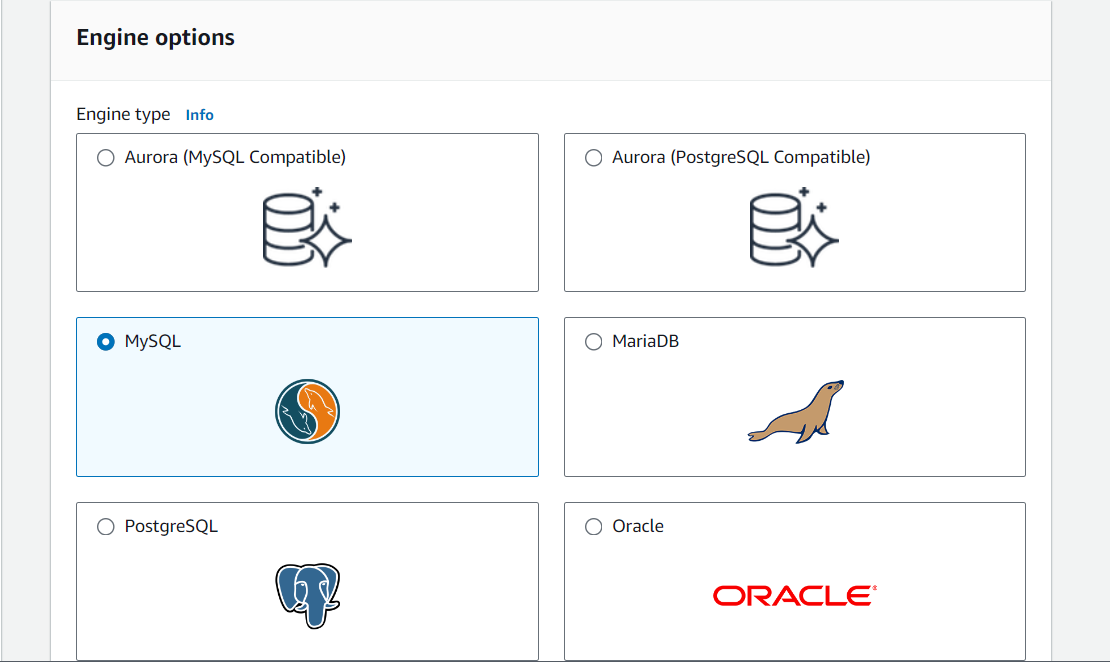 Engine options
Engine type Info
Aurora (MySQL Compatible)
Aurora (PostgreSQL Compatible)
MySQL
MariaDB
PostgreSQL
Oracle
ORACLE®